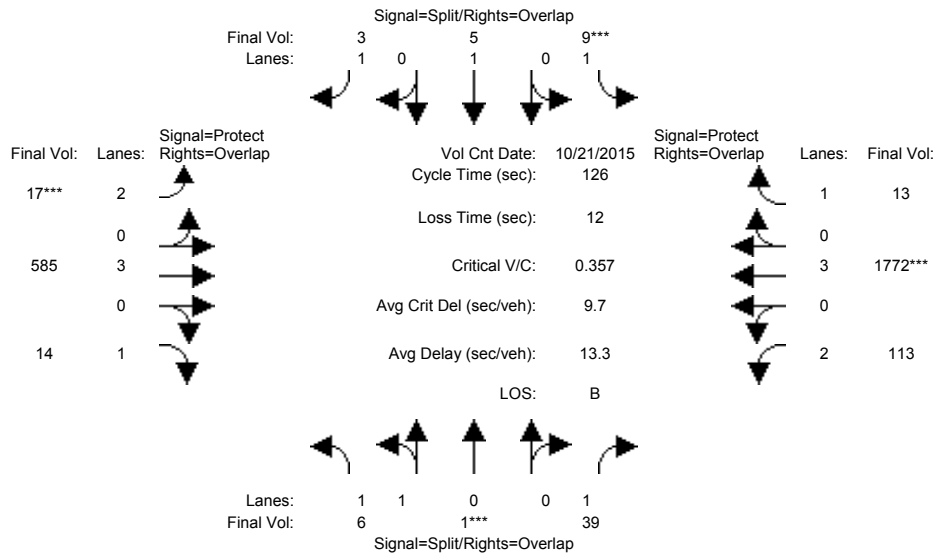 Signal=Split/Rights=Overlap
Final Vol: 3 5 9***
Lanes: 1 0 1 0 1
Signal=Protect Signal=Protect
Final Vol: Lanes: Rights=Overlap Vol Cnt Date: 10/21/2015 Rights=Overlap Lanes: Final Vol:
Cycle Time (sec): 126
17*** 2 1 13
Loss Time (sec): 12
0 0
585 3 Critical V/C: 0.357 3 1772***
0 Avg Crit Del (sec/veh): 9.7 0
14 1 Avg Delay (sec/veh): 13.3 2 113
LOS: B
Lanes: 1 1 0 0 1
Final Vol: 6 1*** 39
Signal=Split/Rights=Overlap